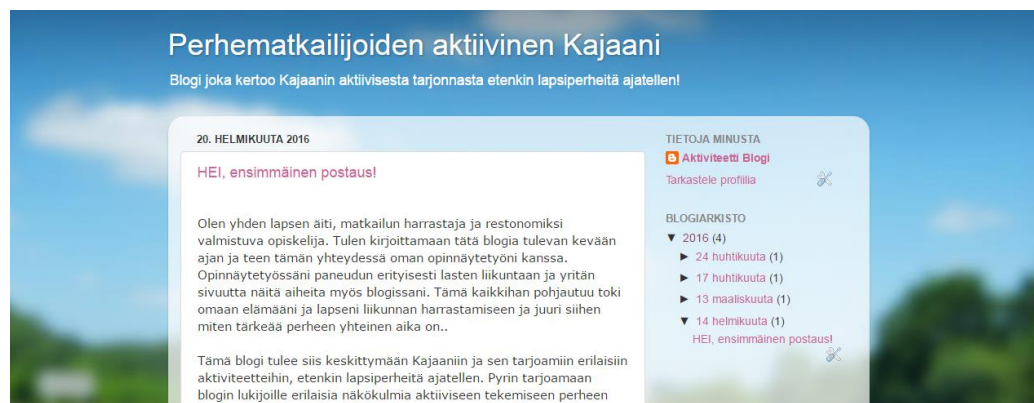 Perhematkailijoiden aktiivinen Kajaani
Blogi joka kertoo Kajaanin aktiivisesta tarjonnasta etenkin lapsiperheitä ajatellen!
20. HELMIKUUTA 2016
HEI, ensimmäinen postaus!
Olen yhden lapsen äiti, matkailun harrastaja ja restonomiksi
valmistuva opiskelija. Tulen kirjoittamaan tätä blogia tulevan kevään
ajan ja teen tämän yhteydessä oman opinnäytetyöni kanssa.
Opinnäytetyössäni paneudun erityisesti lasten liikuntaan ja yritän
sivuutta näitä aiheita myös blogissani. Tämä kaikkihan pohjautuu toki
omaan elämääni ja lapseni liikunnan harrastamiseen ja juuri siihen
miten tärkeää perheen yhteinen aika on..
Tämä blogi tulee siis keskittymään Kajaaniin ja sen tarjoamiin erilaisiin
aktiviteetteihin, etenkin lapsiperheitä ajatellen. Pyrin tarjoamaan
blogin lukijoille erilaisia näkökulmia aktiiviseen tekemiseen perheen
TIETOJA MINUSTA
Aktiviteetti Blogi
Tarkastele profiilia
BLOGIARKISTO
▼ 2016 (4)
► 24 huhtikuuta (1)
► 17 huhtikuuta (1)
► 13 maaliskuuta (1)
▼ 14 helmikuuta (1)
HEI, ensimmäinen postaus!